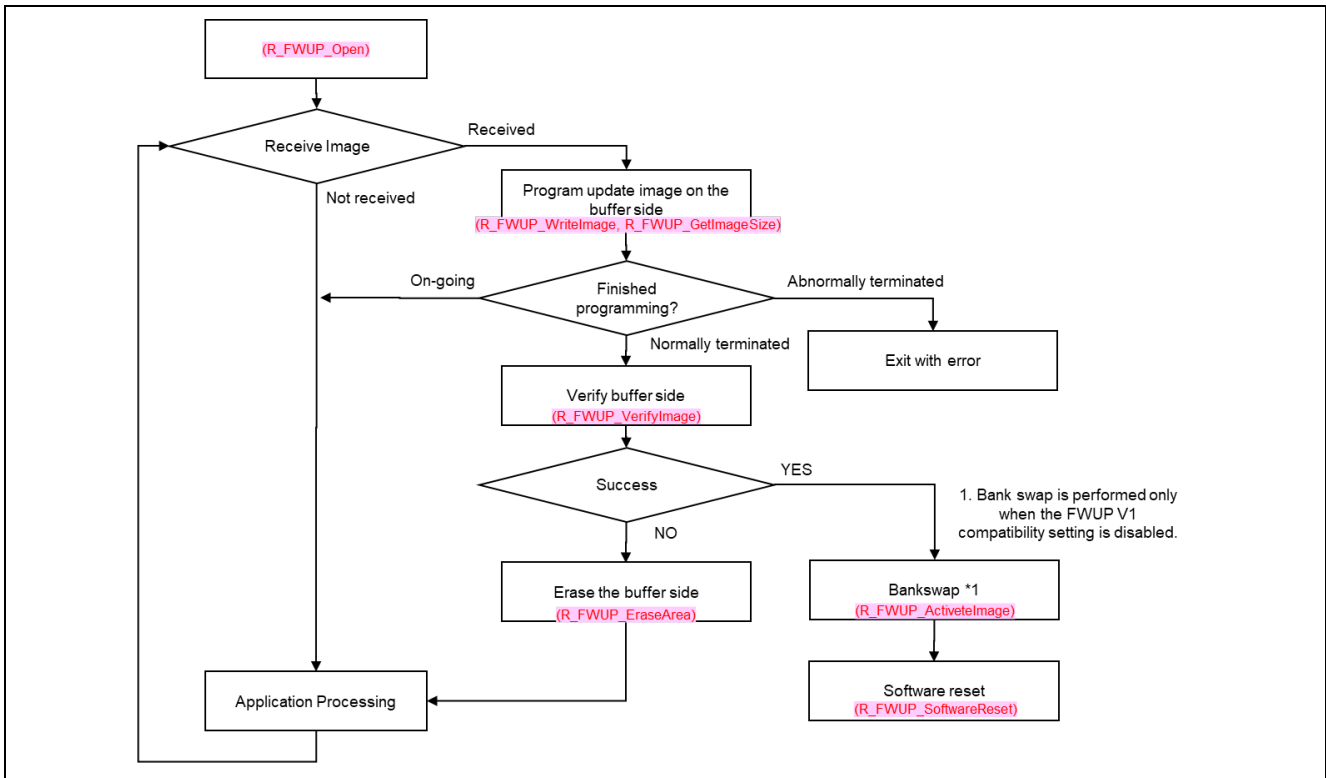 (R_FWUP_Open)
Receive Image
Received
Not received
Program update image on the
buffer side
(R_FWUP_WriteImage, R_FWUP_GetImageSize)
On-going
Finished
programming?
Abnormally terminated
Normally terminated
Exit with error
Verify buffer side
(R_FWUP_VerifyImage)
Success
YES
NO
1. Bank swap is performed only
when the FWUP V1
compatibility setting is disabled.
Erase the buffer side
(R_FWUP_EraseArea)
Bankswap *1
(R_FWUP_ActiveteImage)
Application Processing
Software reset
(R_FWUP_SoftwareReset)